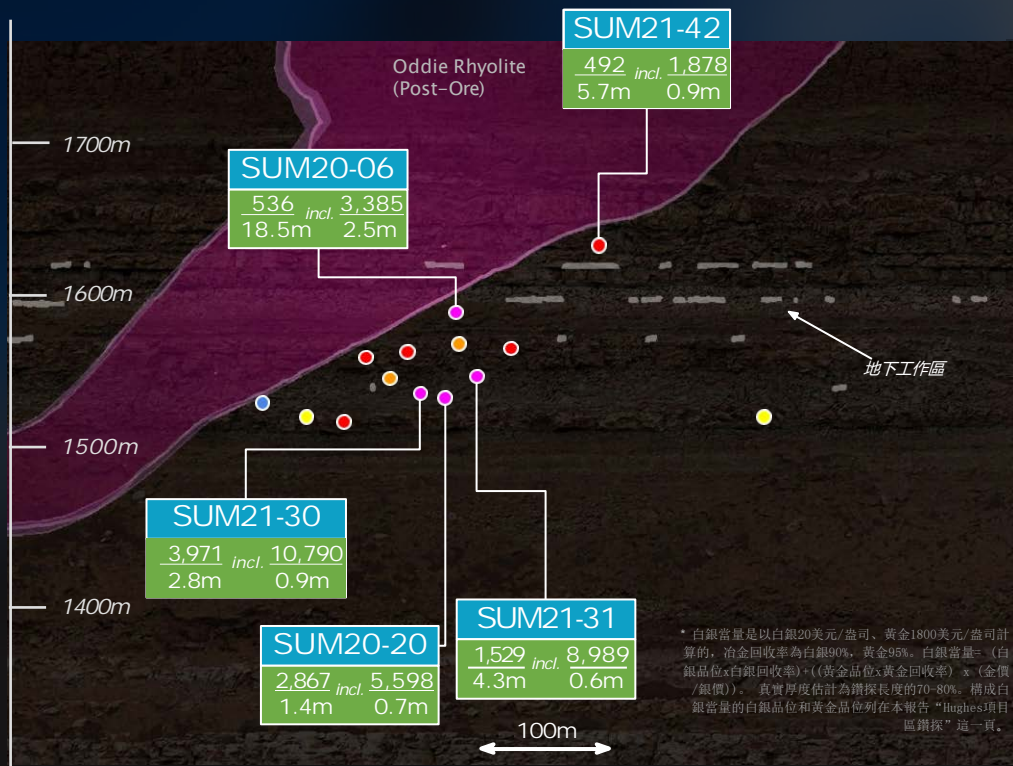 SUM21-42
492 incl. 1,878
5.7m 0.9m
Oddie Rhyolite
(Post-Ore)
1700m
SUM20-06
536 incl. 3,385
18.5m 2.5m
1600m
地下工作區
1500m
SUM21-30
3,971 incl. 10,790
2.8m 0.9m
1400m
SUM21-31
1,529 incl. 8,989
4.3m 0.6m
SUM20-20
2,867 incl. 5,598
1.4m 0.7m
100m
* 白銀當量是以白銀20美元/盎司、黃金1800美元/盎司計
算的，冶金回收率為白銀90%，黃金95%。白銀當量= (白
銀品位x白銀回收率)+((黃金品位x黃金回收率) x (金價
/銀價))。 真實厚度估計為鑽探長度的70-80%。構成白
銀當量的白銀品位和黃金品位列在本報告“Hughes項目
區鑽探”這一頁。